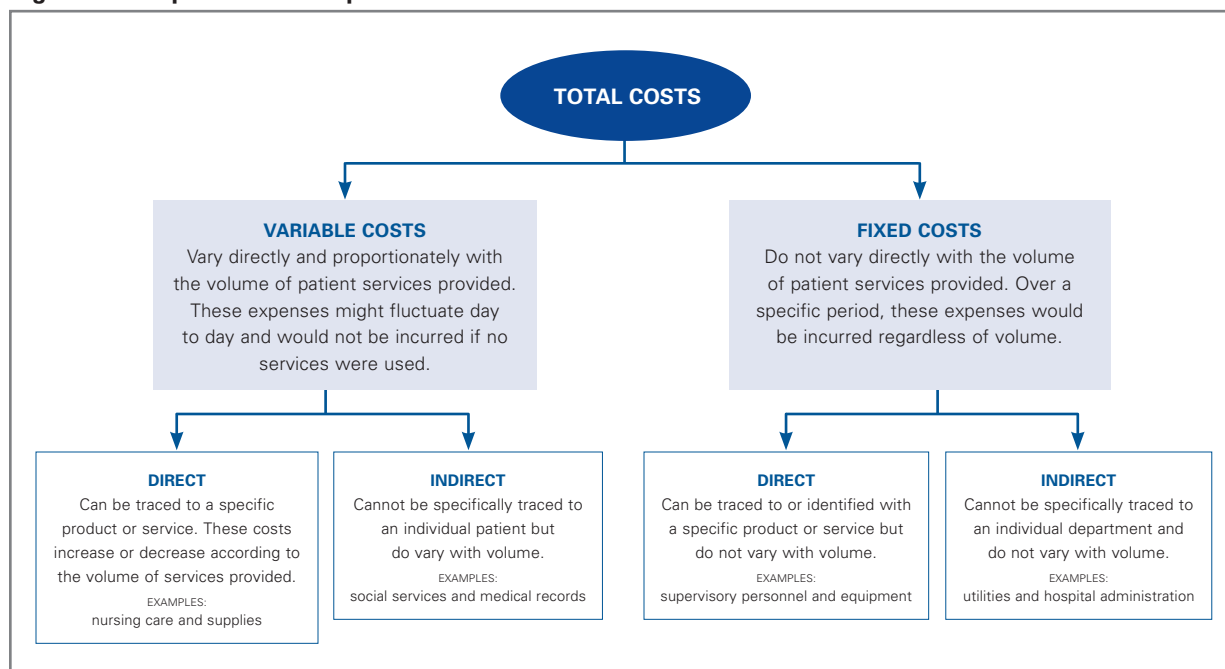 TOTAL COSTS
VARIABLE COSTS
Vary directly and proportionately with
the volume of patient services provided.
These expenses might fluctuate day
to day and would not be incurred if no
services were used.
FIXED COSTS
Do not vary directly with the volume
of patient services provided. Over a
specific period, these expenses would
be incurred regardless of volume.
DIRECT
Can be traced to a specific
product or service. These costs
increase or decrease according to
the volume of services provided.
EXAMPLES:
nursing care and supplies
INDIRECT
Cannot be specifically traced to
an individual patient but
do vary with volume.
EXAMPLES:
social services and medical records
DIRECT
Can be traced to or identified with
a specific product or service but
do not vary with volume.
EXAMPLES:
supervisory personnel and equipment
INDIRECT
Cannot be specifically traced to
an individual department and
do not vary with volume.
EXAMPLES:
utilities and hospital administration